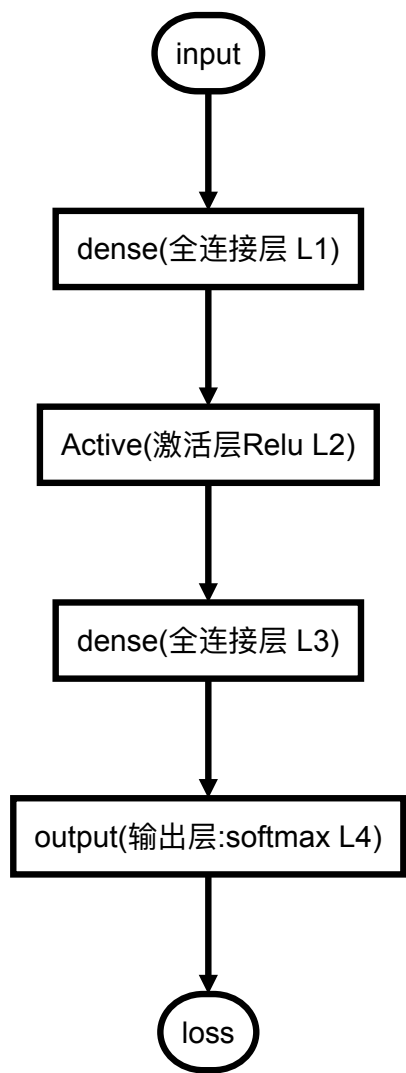 input
dense(全连接层 L1)
Active(激活层Relu L2)
dense(全连接层 L3)
output(输出层:softmax L4)
loss